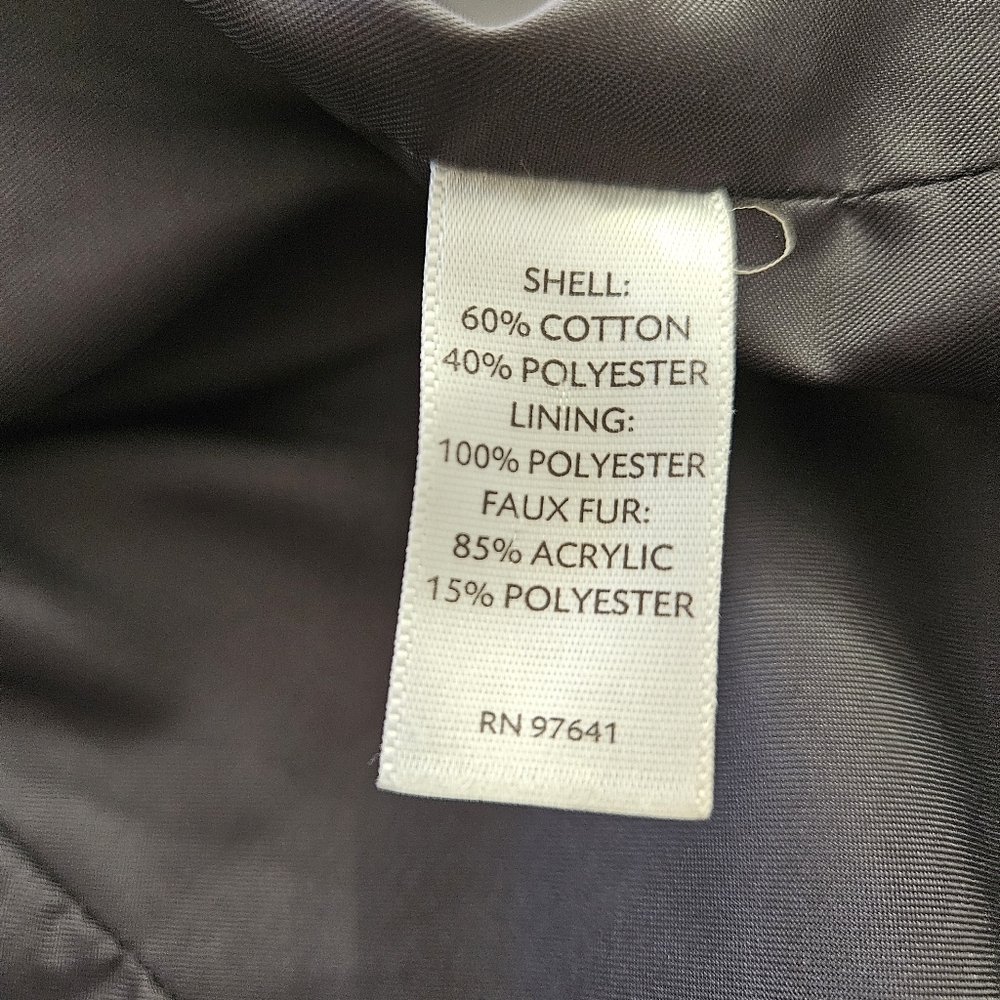 SHELL:
60% COTTON
40% POLYESTER
LINING:
100% POLYESTER
FAUX FUR:
85% ACRYLIC
15% POLYESTER
RN 97641